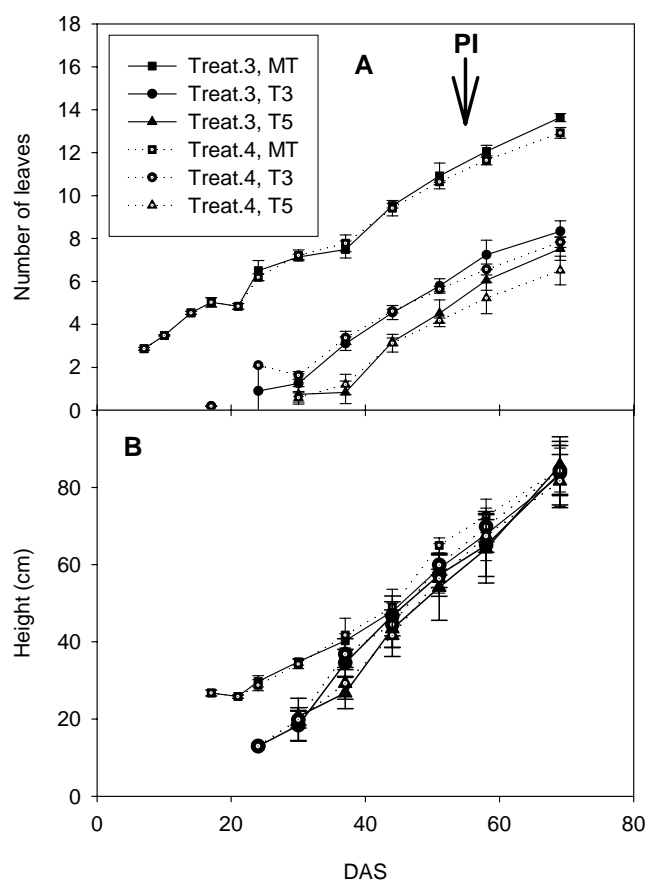 18
16
14
12
10
8
6
4
2
0
Number of leaves
Treat.3, MT
Treat.3, T3
Treat.3, T5
Treat.4, MT
Treat.4, T3
Treat.4, T5
A
PI
B
80
60
40
20
0
Height (cm)
0 20 40 60 80
DAS